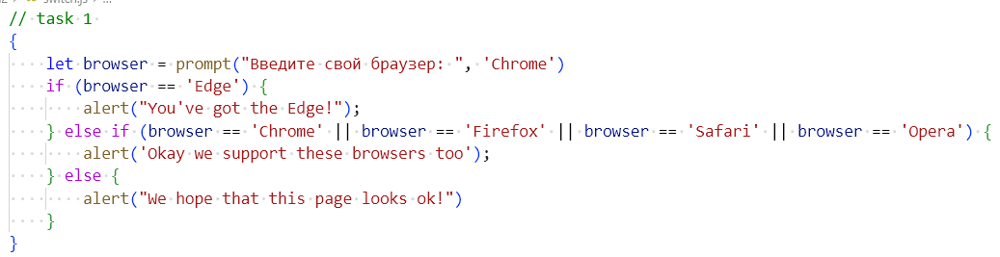 // task 1
{
    let browser = prompt("Введите свой браузер: ", 'Chrome')
    if (browser == 'Edge') {
        alert("You've got the Edge!");
    } else if (browser == 'Chrome' || browser == 'Firefox' || browser == 'Safari' || browser == 'Opera') {
        alert('Okay we support these browsers too');
    } else {
        alert("We hope that this page looks ok!")
    }
}